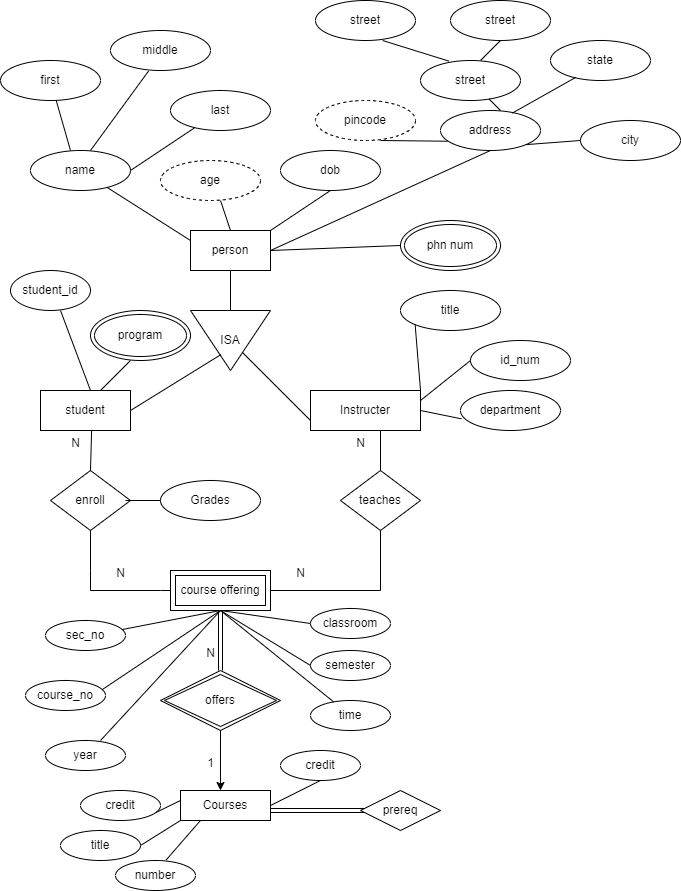 street
street
middle
state
first
street
last
pincode
address
city
name
age
dob
person
phn num
student_id
program
ISA
title
id_num
student
Instructer
department
N
N
enroll
Grades
teaches
N
N
course offering
sec_no
classroom
N
semester
course_no
offers
time
year
1
credit
credit
Courses
prereq
title
number